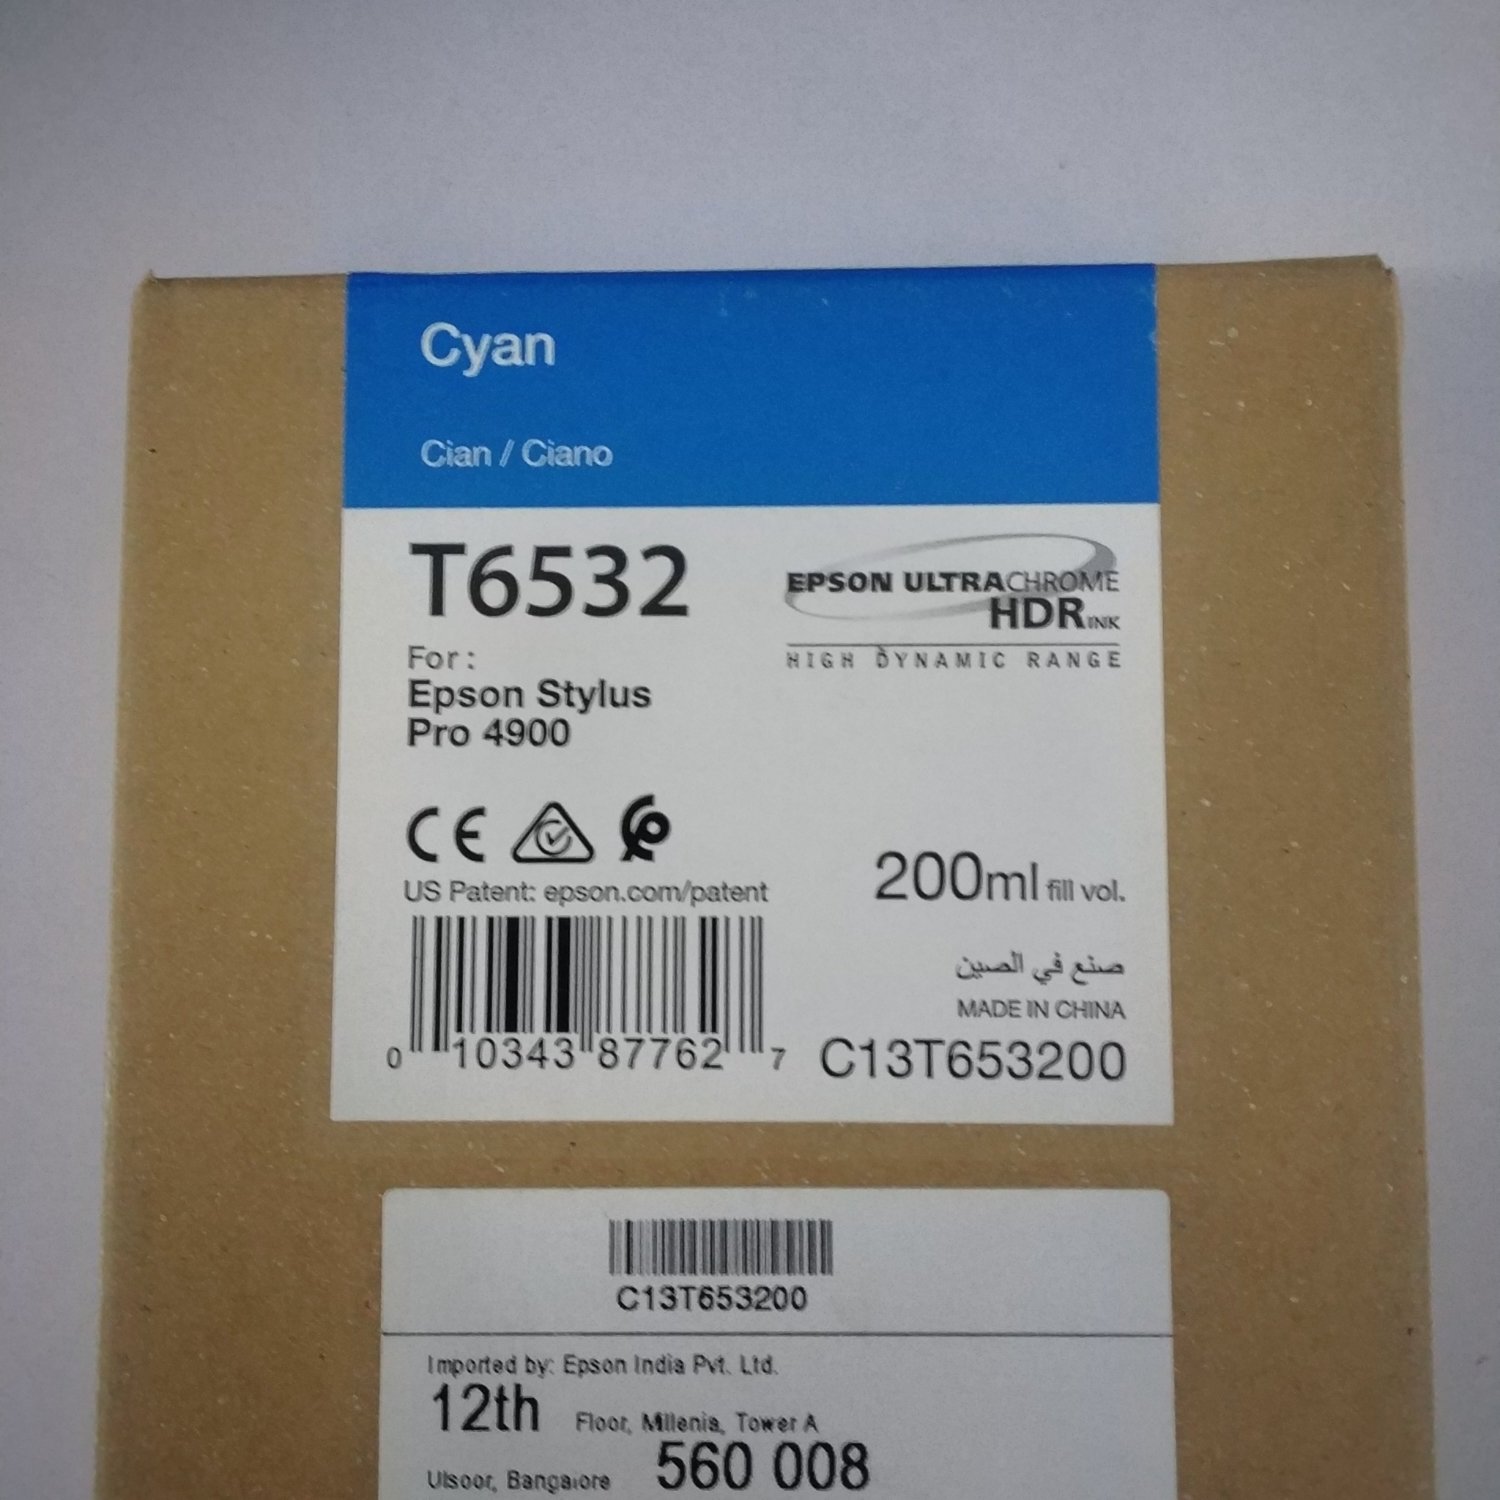 Cyan
Cian / Ciano
T6532
EPSON ULTRACHROME
HDR INK
HIGH DYNAMIC RANGE
For :
Epson Stylus
Pro 4900
CE
US Patent: epson.com/patent
200ml fill vol.
صنع في الصين
MADE IN CHINA
0 10343 87762 7
C13T653200
C13T653200
Imported by: Epson India Pvt. Ltd.
12th Floor, Millenia, Tower A
Ulsoor, Bangalore 560 008